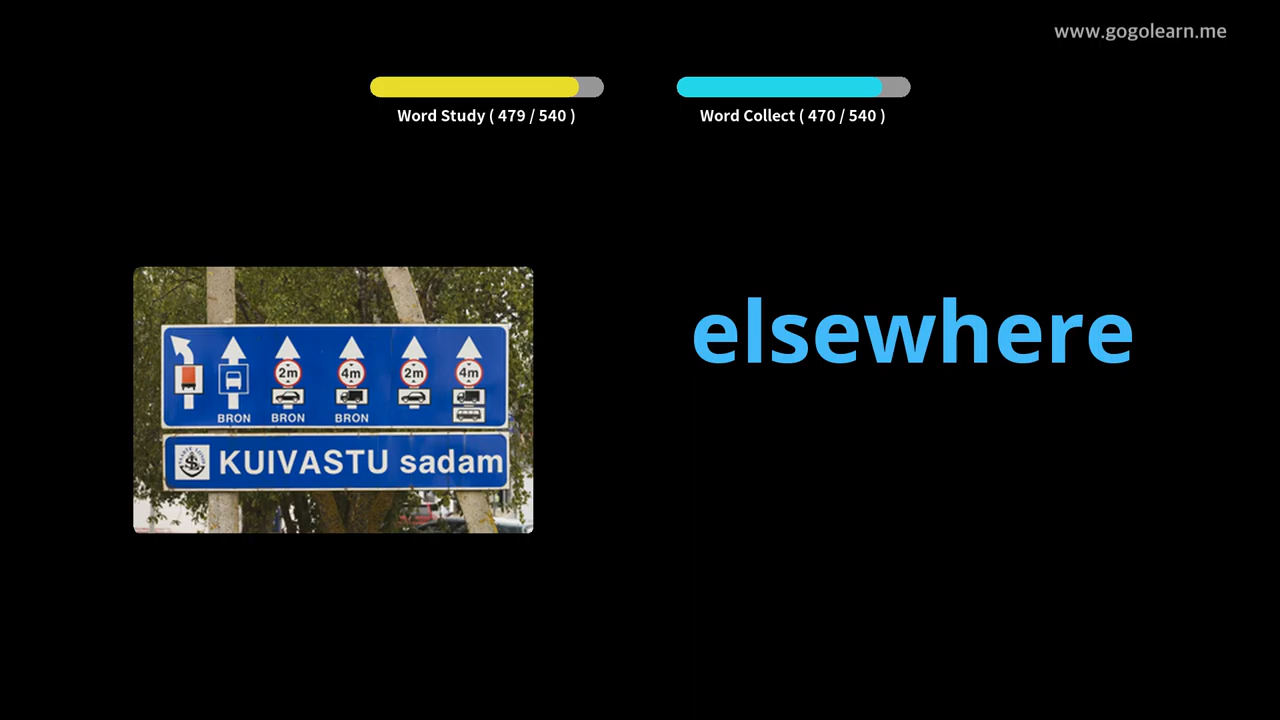 www.gogolearn.me
Word Study ( 479 / 540 )
Word Collect ( 470 / 540 )
elsewhere
2m 4m 2m 4m
BRON BRON BRON
KUIVASTU sadam